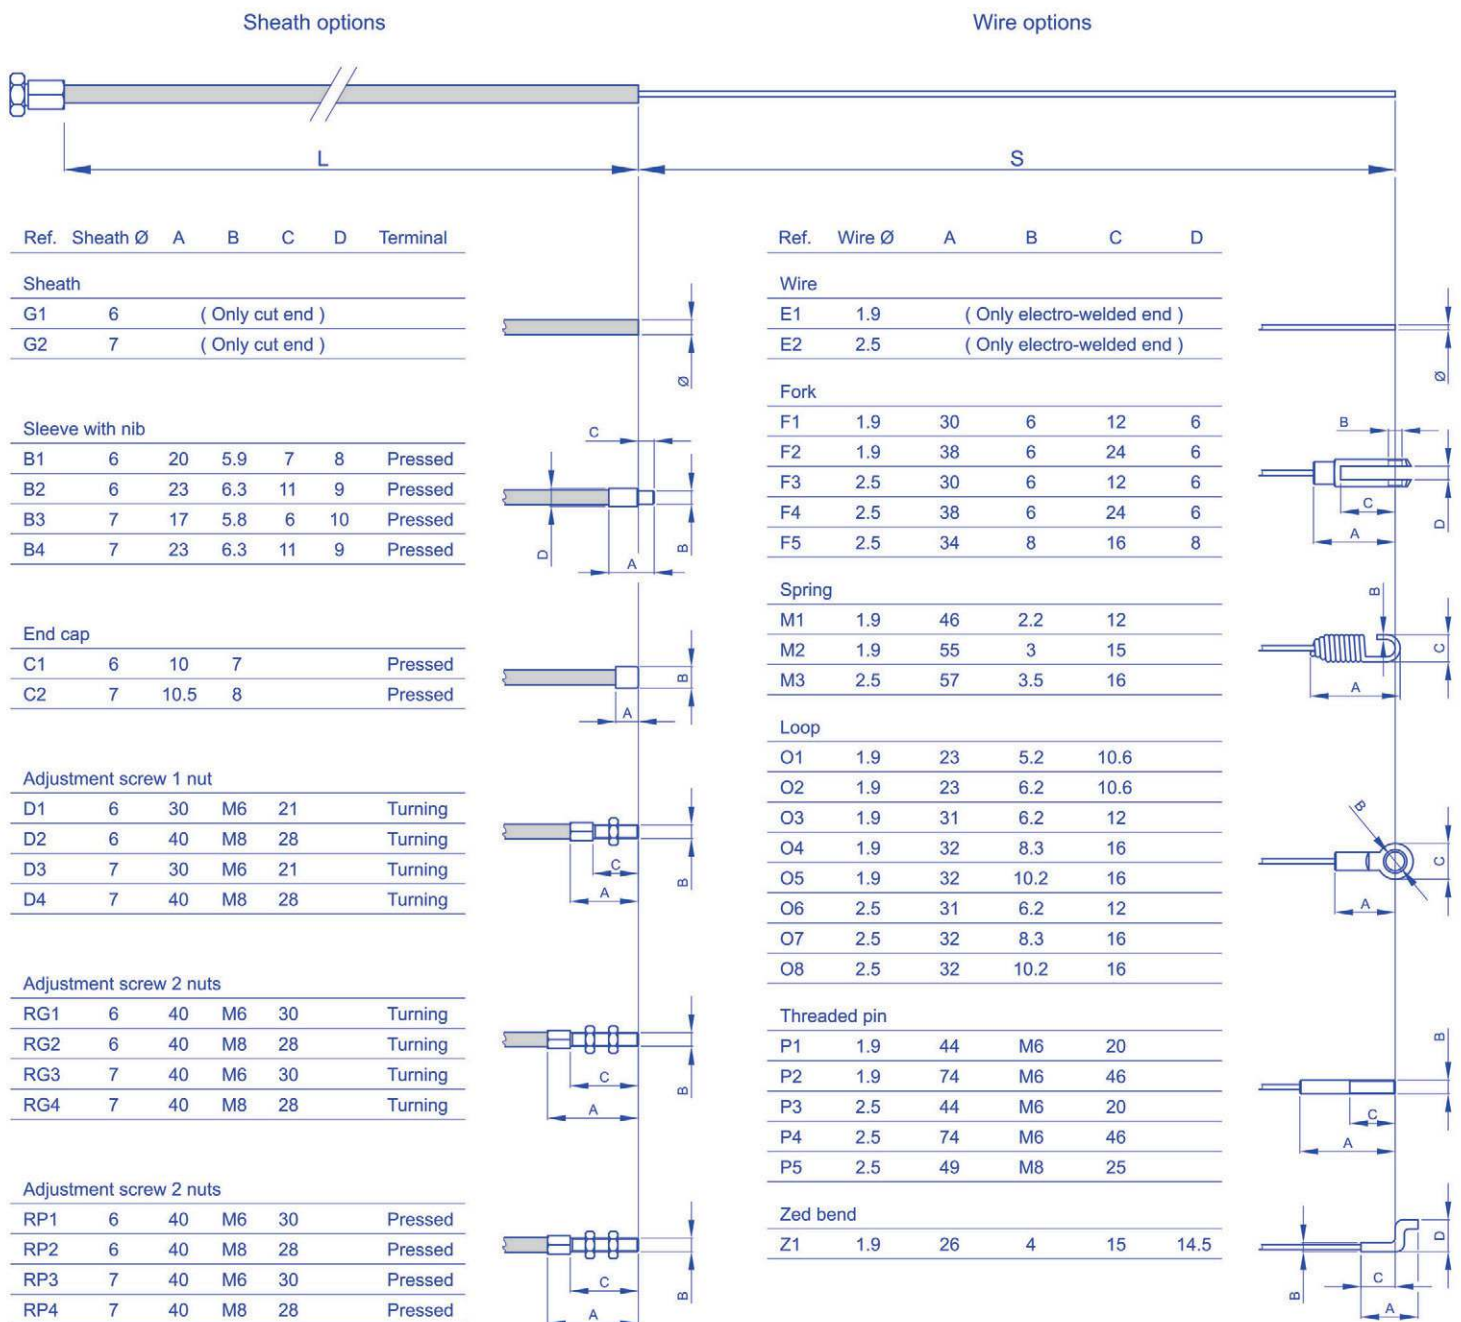 Sheath options
Wire options
L
S
Ref. Sheath Ø A B C D Terminal
Sheath
G1 6 ( Only cut end )
G2 7 ( Only cut end )
Ø
Sleeve with nib
B1 6 20 5.9 7 8 Pressed
B2 6 23 6.3 11 9 Pressed
B3 7 17 5.8 6 10 Pressed
B4 7 23 6.3 11 9 Pressed
C
D
A
B
End cap
C1 6 10 7 Pressed
C2 7 10.5 8 Pressed
B
A
Adjustment screw 1 nut
D1 6 30 M6 21 Turning
D2 6 40 M8 28 Turning
D3 7 30 M6 21 Turning
D4 7 40 M8 28 Turning
C
A
B
Adjustment screw 2 nuts
RG1 6 40 M6 30 Turning
RG2 6 40 M8 28 Turning
RG3 7 40 M6 30 Turning
RG4 7 40 M8 28 Turning
C
A
B
Adjustment screw 2 nuts
RP1 6 40 M6 30 Pressed
RP2 6 40 M8 28 Pressed
RP3 7 40 M6 30 Pressed
RP4 7 40 M8 28 Pressed
C
A
B
Ref. Wire Ø A B C D
Wire
E1 1.9 ( Only electro-welded end )
E2 2.5 ( Only electro-welded end )
Ø
Fork
F1 1.9 30 6 12 6
F2 1.9 38 6 24 6
F3 2.5 30 6 12 6
F4 2.5 38 6 24 6
F5 2.5 34 8 16 8
B
C
A
D
Spring
M1 1.9 46 2.2 12
M2 1.9 55 3 15
M3 2.5 57 3.5 16
B
C
A
Loop
O1 1.9 23 5.2 10.6
O2 1.9 23 6.2 10.6
O3 1.9 31 6.2 12
O4 1.9 32 8.3 16
O5 1.9 32 10.2 16
O6 2.5 31 6.2 12
O7 2.5 32 8.3 16
O8 2.5 32 10.2 16
B
C
A
Threaded pin
P1 1.9 44 M6 20
P2 1.9 74 M6 46
P3 2.5 44 M6 20
P4 2.5 74 M6 46
P5 2.5 49 M8 25
B
C
A
Zed bend
Z1 1.9 26 4 15 14.5
D
B
C
A